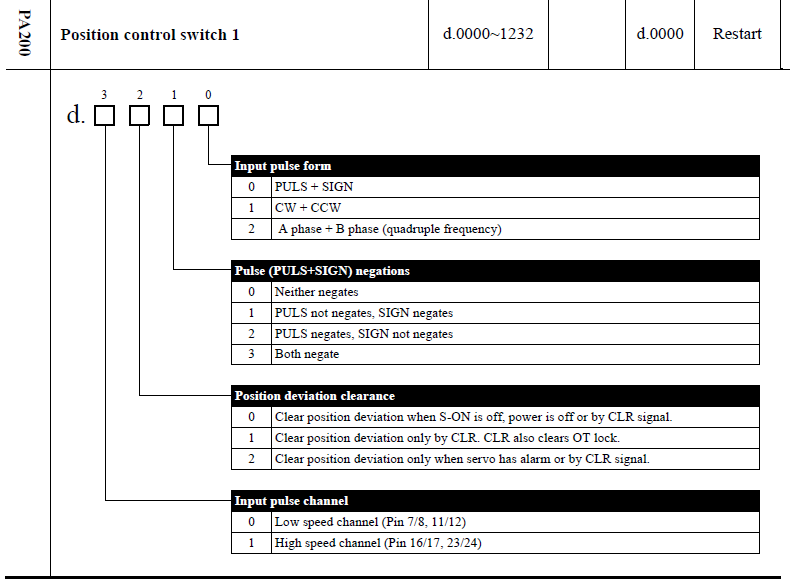 PA200
Position control switch 1
d.0000~1232
d.0000
Restart
3 2 1 0
d.
Input pulse form
0 PULS + SIGN
1 CW + CCW
2 A phase + B phase (quadruple frequency)
Pulse (PULS+SIGN) negations
0 Neither negates
1 PULS not negates, SIGN negates
2 PULS negates, SIGN not negates
3 Both negate
Position deviation clearance
0 Clear position deviation when S-ON is off, power is off or by CLR signal.
1 Clear position deviation only by CLR. CLR also clears OT lock.
2 Clear position deviation only when servo has alarm or by CLR signal.
Input pulse channel
0 Low speed channel (Pin 7/8, 11/12)
1 High speed channel (Pin 16/17, 23/24)